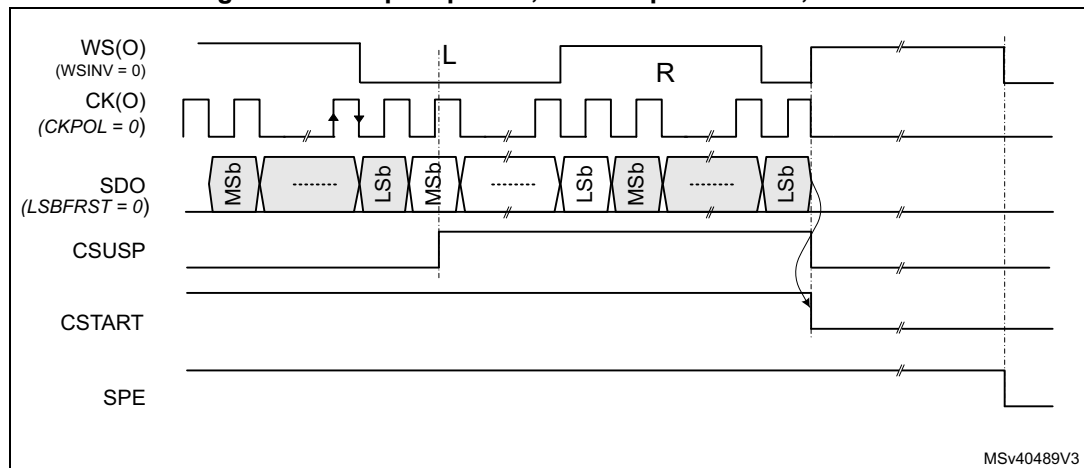 WS(O)
(WSINV = 0)
L
R
CK(O)
(CKPOL = 0)
SDO
(LSBFRST = 0)
MSb
--------
LSb
MSb
--------
LSb
MSb
--------
LSb
CSUSP
CSTART
SPE
MSv40489V3